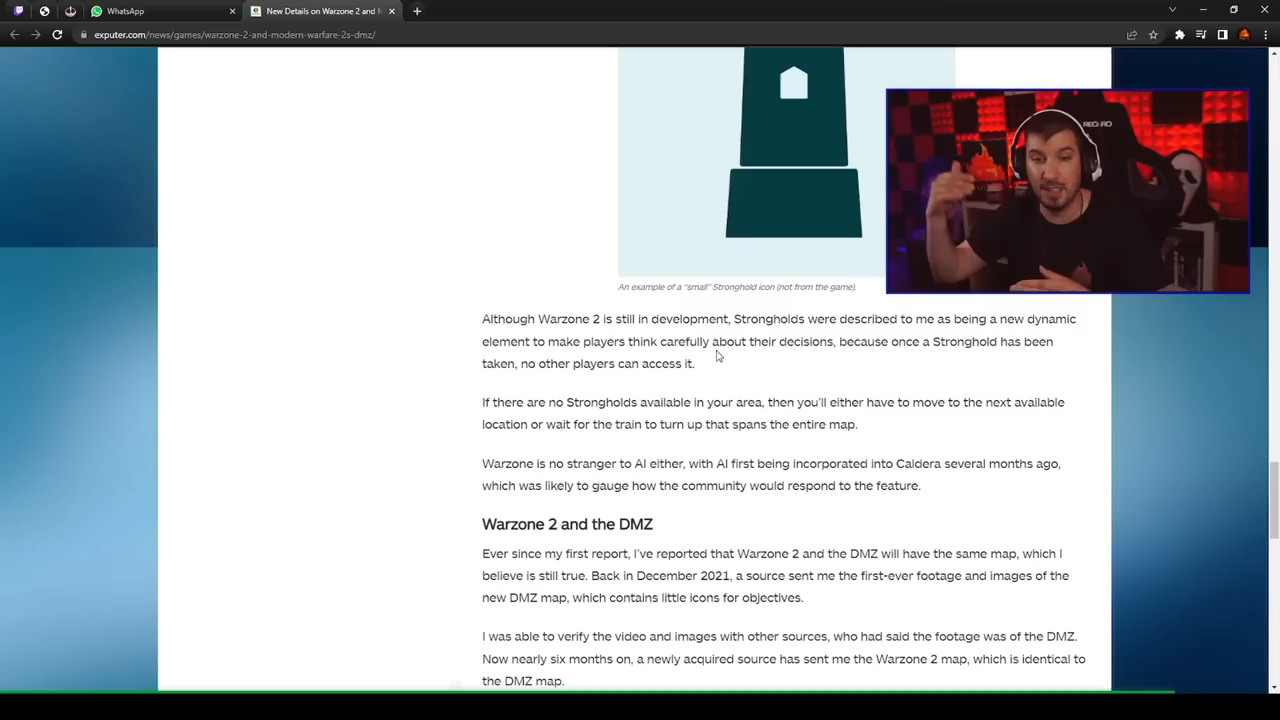 WhatsApp
New Details on Warzone 2 and M
exputer.com/news/games/warzone-2-and-modern-warfare-2s-dmz/
An example of a "small" Stronghold icon (not from the game).
Although Warzone 2 is still in development, Strongholds were described to me as being a new dynamic
element to make players think carefully about their decisions, because once a Stronghold has been
taken, no other players can access it.
If there are no Strongholds available in your area, then you'll either have to move to the next available
location or wait for the train to turn up that spans the entire map.
Warzone is no stranger to AI either, with AI first being incorporated into Caldera several months ago,
which was likely to gauge how the community would respond to the feature.
Warzone 2 and the DMZ
Ever since my first report, I've reported that Warzone 2 and the DMZ will have the same map, which I
believe is still true. Back in December 2021, a source sent me the first-ever footage and images of the
new DMZ map, which contains little icons for objectives.
I was able to verify the video and images with other sources, who had said the footage was of the DMZ.
Now nearly six months on, a newly acquired source has sent me the Warzone 2 map, which is identical to
the DMZ map.